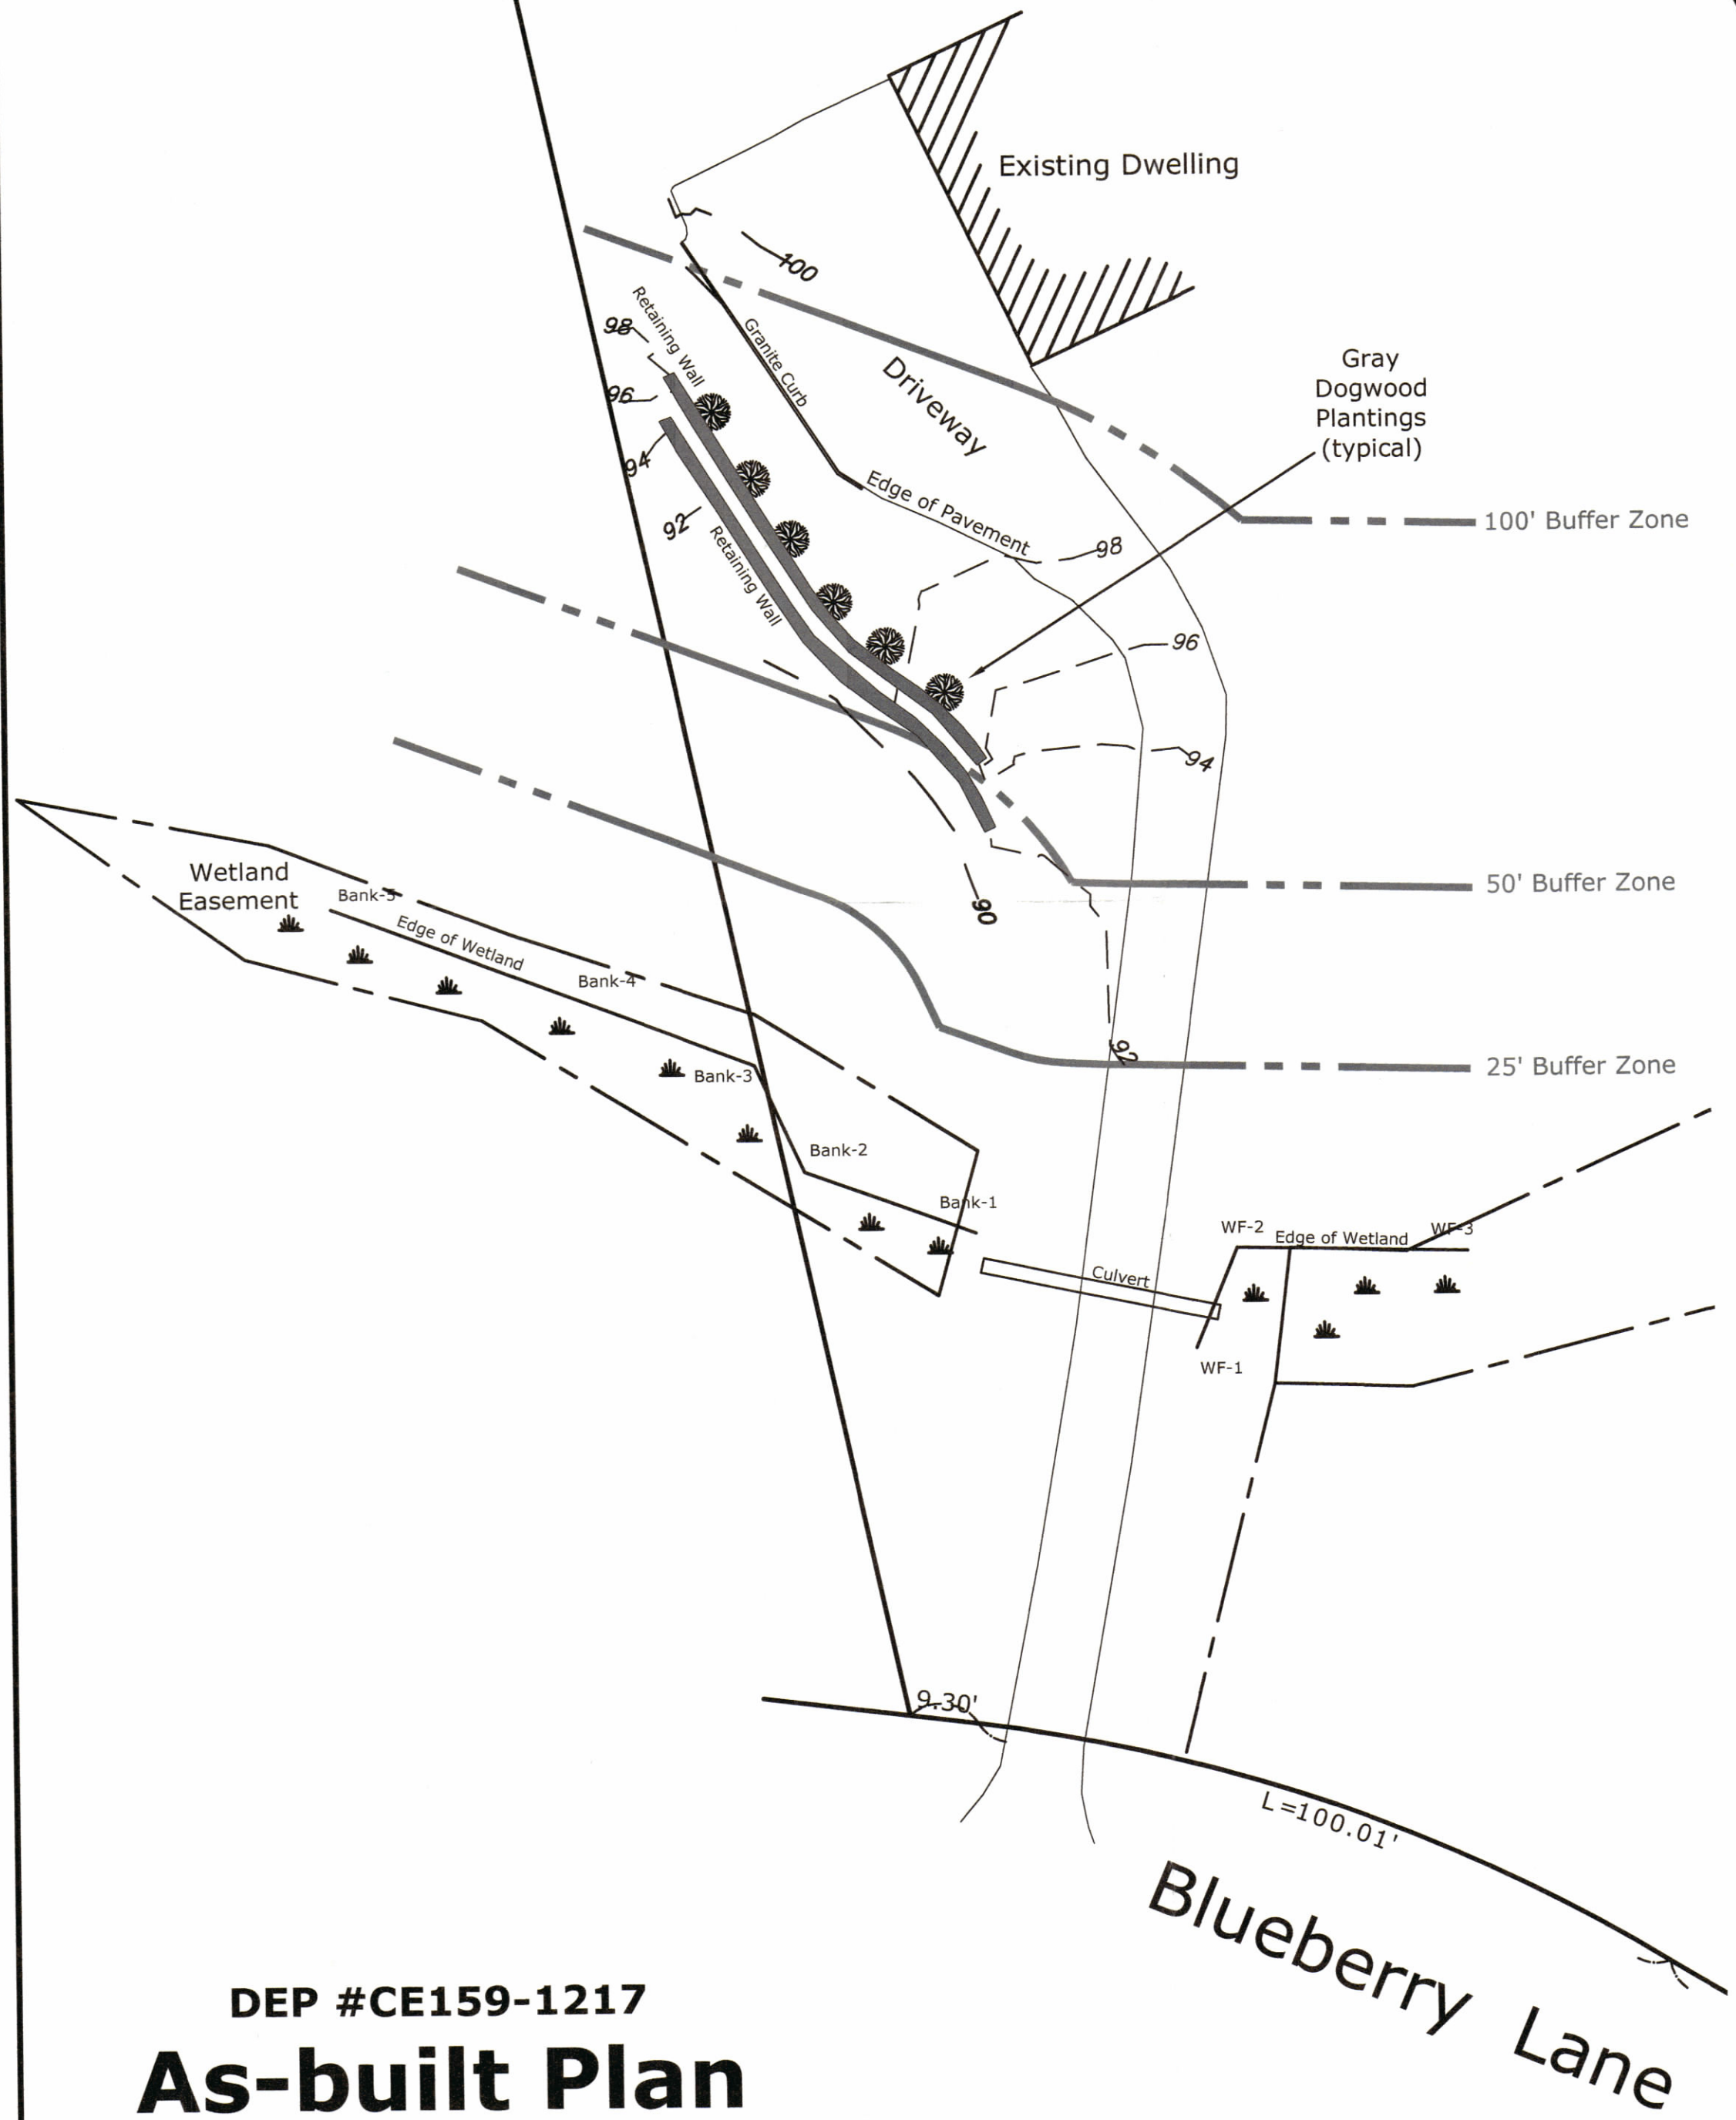 Existing Dwelling
100
Retaining Wall
98
Granite Curb
Driveway
Gray
Dogwood
Plantings
(typical)
96
94
Edge of Pavement
92
Retaining Wall
98
100' Buffer Zone
96
94
Wetland
Easement
Bank-5
Edge of Wetland
Bank-4
90
50' Buffer Zone
92
25' Buffer Zone
Bank-3
Bank-2
Bank-1
Culvert
WF-2
Edge of Wetland
WF-3
WF-1
9.30'
L=100.01'
Blueberry Lane
DEP #CE159-1217
As-built Plan